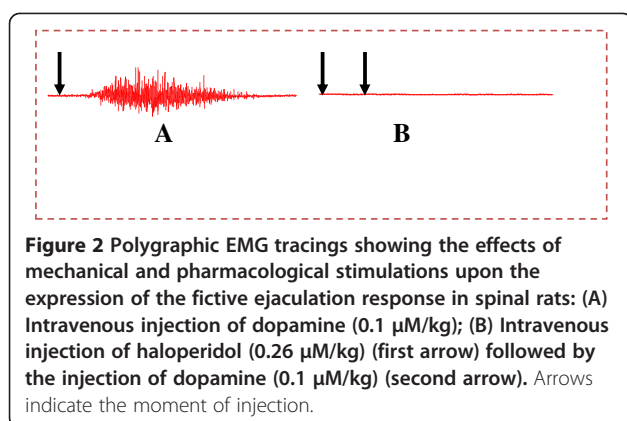 A B
Figure 2 Polygraphic EMG tracings showing the effects of
mechanical and pharmacological stimulations upon the
expression of the fictive ejaculation response in spinal rats: (A)
Intravenous injection of dopamine (0.1 μM/kg); (B) Intravenous
injection of haloperidol (0.26 μM/kg) (first arrow) followed by
the injection of dopamine (0.1 μM/kg) (second arrow). Arrows
indicate the moment of injection.